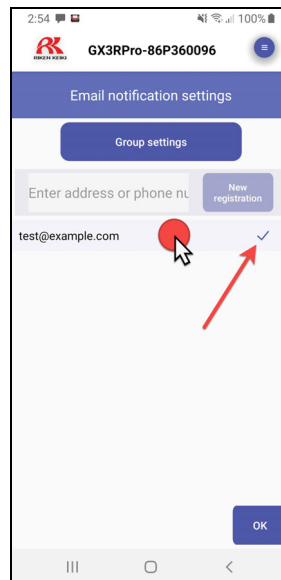 2:54 100%
RK
RIKEN KEIKI
GX3RPro-86P360096
Email notification settings
Group settings
Enter address or phone nu
New
registration
test@example.com
OK